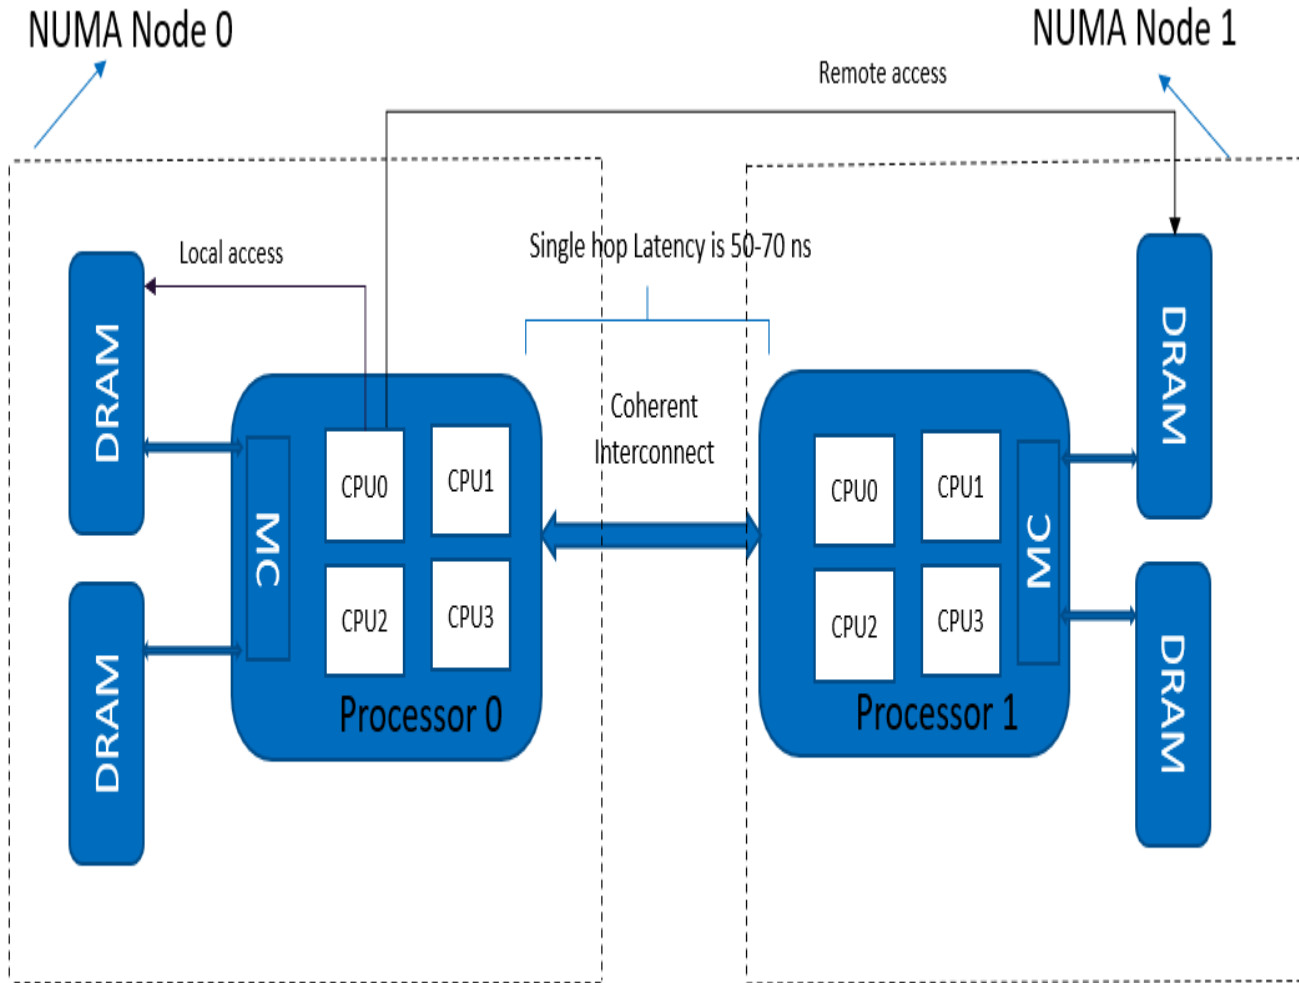 NUMA Node 0
NUMA Node 1
Remote access
Local access
Single hop Latency is 50-70 ns
DRAM
DRAM
MC
CPU0
CPU1
CPU2
CPU3
Processor 0
Coherent
Interconnect
CPU0
CPU1
CPU2
CPU3
MC
Processor 1
DRAM
DRAM